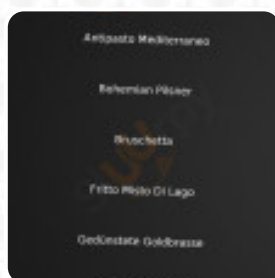 Antipasto Mediterraneo
Bohemian Pilsner
Bruschetta
Fritto Misto Di Lago
Gedünstete Goldbrasse